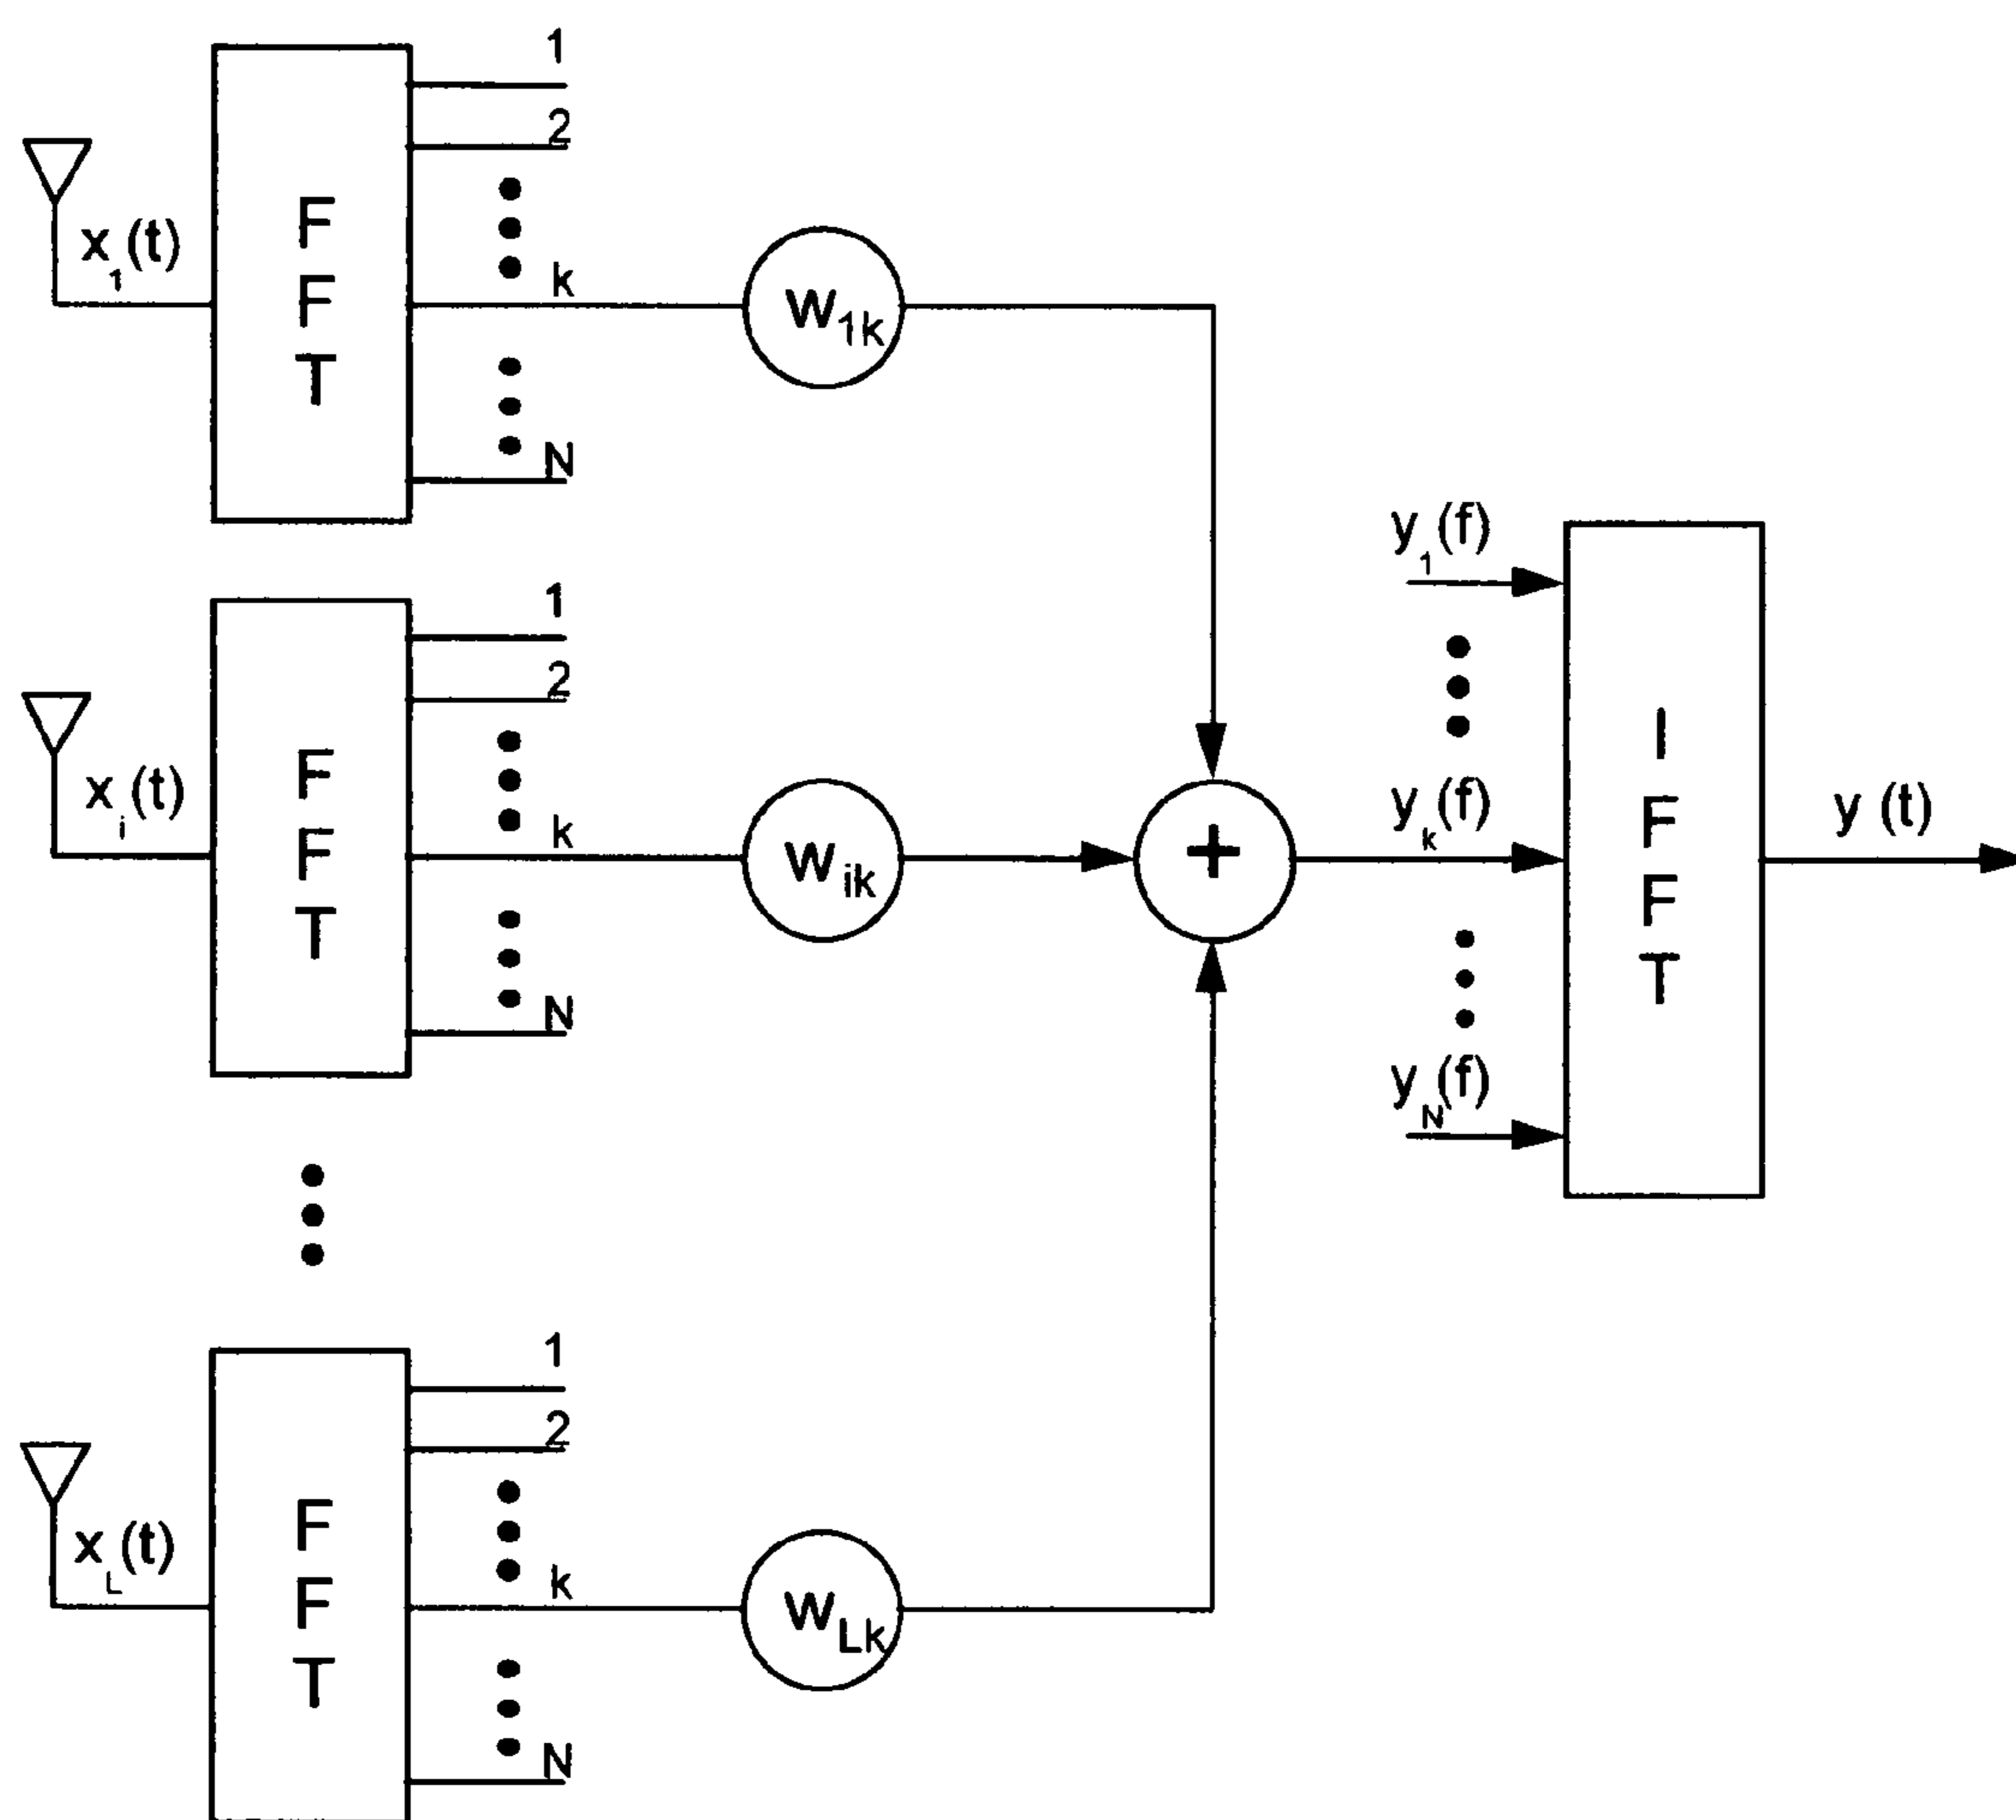 1
2
x1(t)
F
F
T
k
w1k
N
1
2
xi(t)
F
F
T
k
wik
N
+
y1(f)
yk(f)
yN(f)
I
F
F
T
y (t)
1
2
xL(t)
F
F
T
k
wLk
N